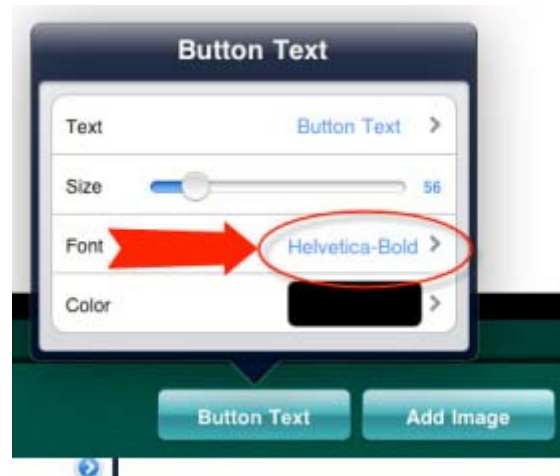 Button Text
Text Button Text
Size 56
Font Helvetica-Bold
Color
Button Text Add Image